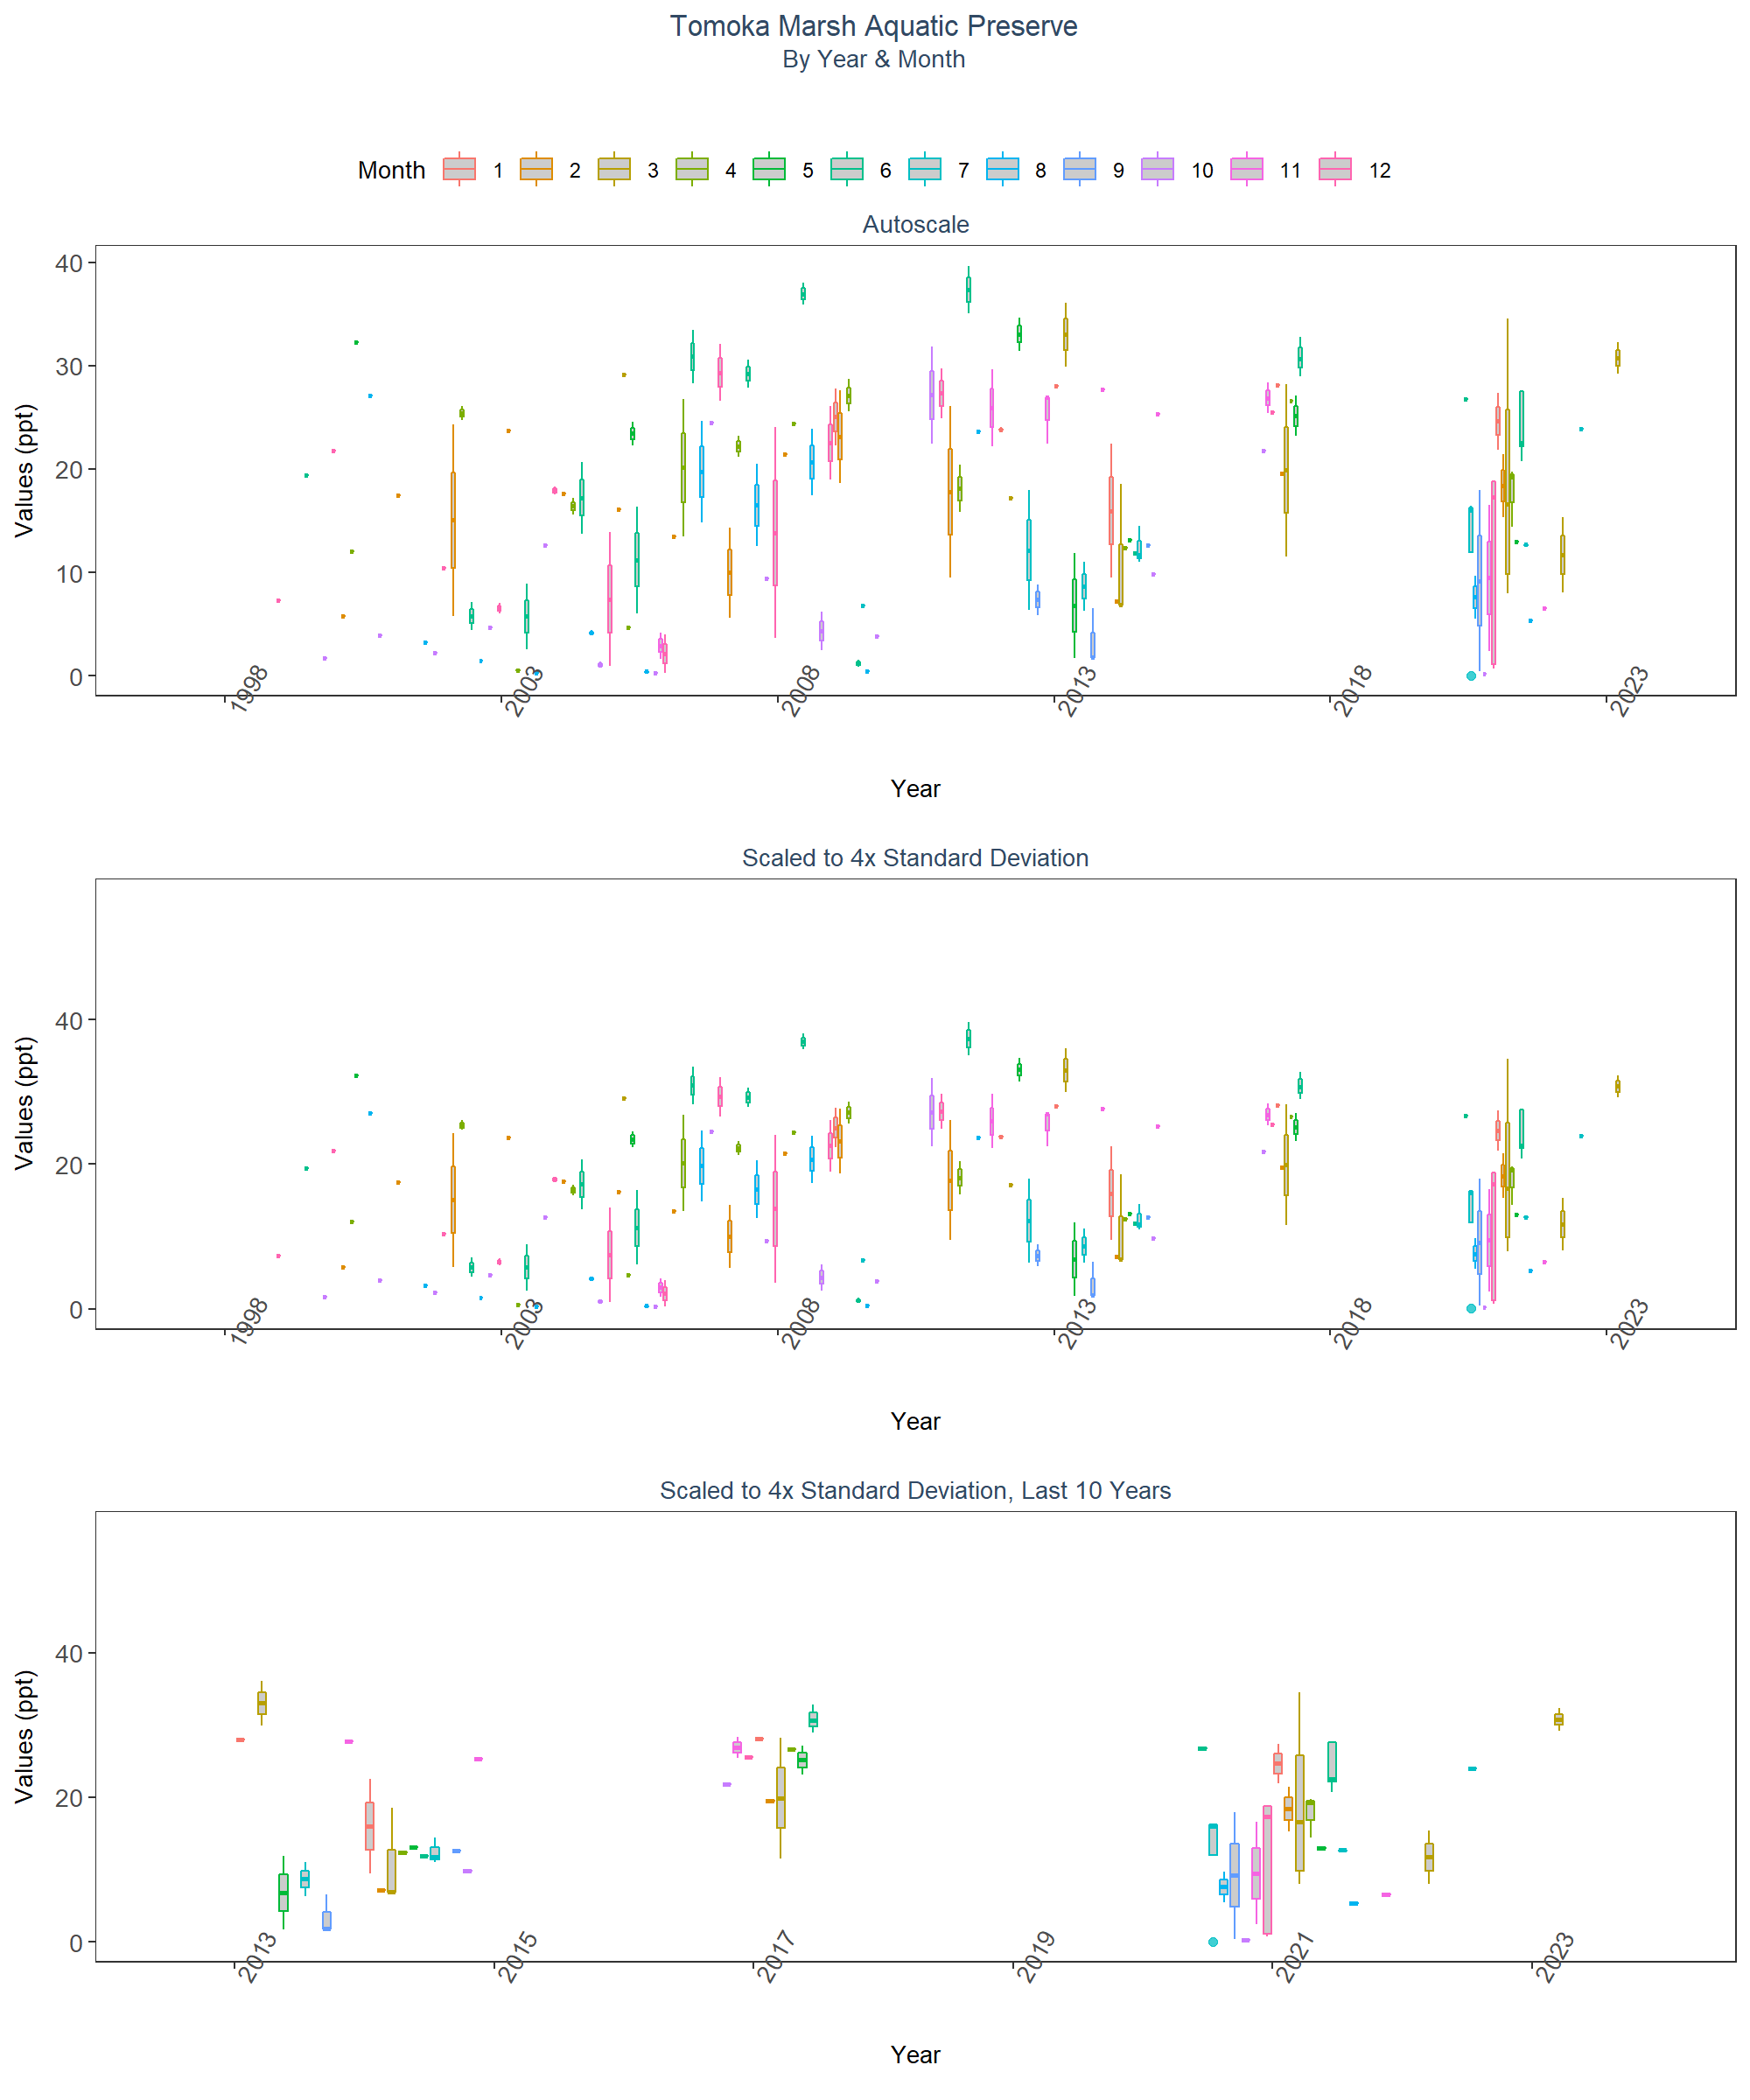 Tomoka Marsh Aquatic Preserve
By Year & Month
Month 1 2 3 4 5 6 7 8 9 10 11 12
Autoscale
Values (ppt)
40
30
20
10
0
1998 2003 2008 2013 2018 2023
Year
Scaled to 4x Standard Deviation
Values (ppt)
40
20
0
1998 2003 2008 2013 2018 2023
Year
Scaled to 4x Standard Deviation, Last 10 Years
Values (ppt)
40
20
0
2013 2015 2017 2019 2021 2023
Year